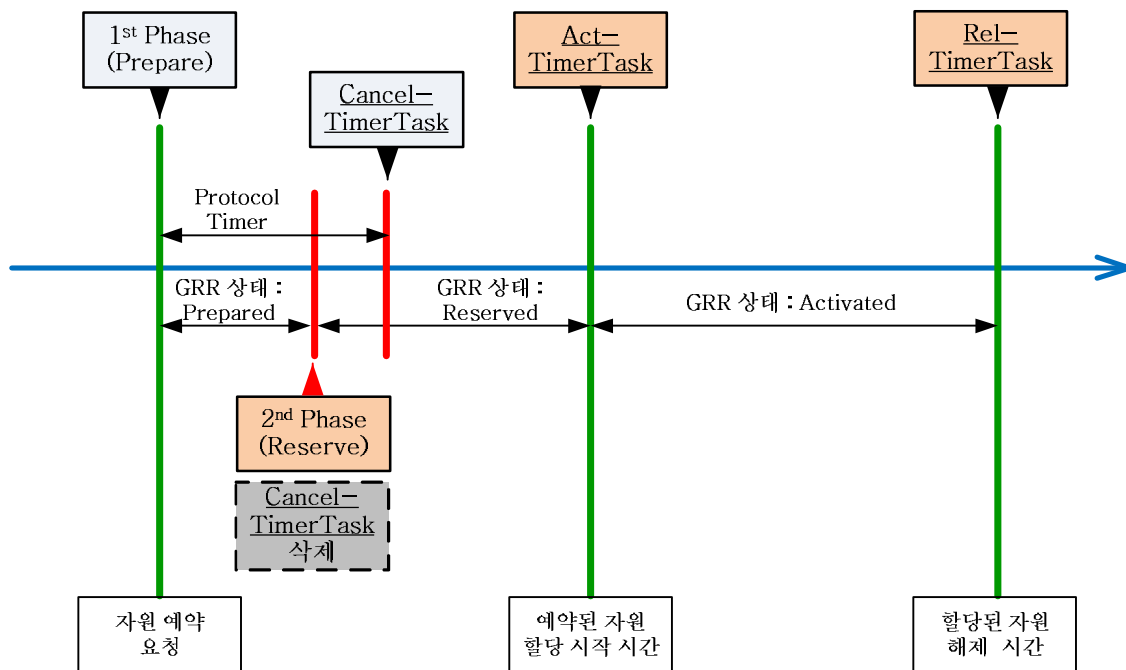 1st Phase
(Prepare)
Cancel-
TimerTask
Act-
TimerTask
Rel-
TimerTask
Protocol
Timer
GRR 상태 :
Prepared
GRR 상태 :
Reserved
GRR 상태 : Activated
2nd Phase
(Reserve)
Cancel-
TimerTask
삭제
자원 예약
요청
예약된 자원
할당 시작 시간
할당된 자원
해제 시간